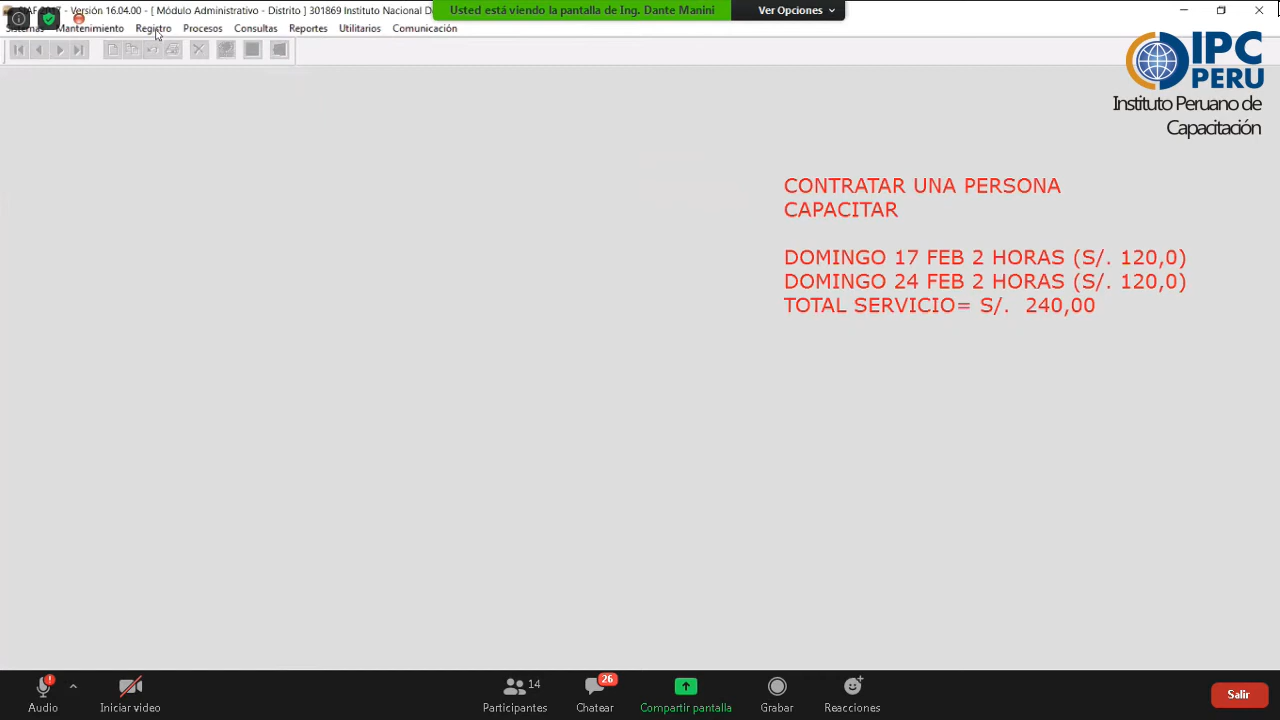 2017 - Versión 16.04.00 - [ Módulo Administrativo - Distrito ] 301869 Instituto Nacional De
Usted está viendo la pantalla de Ing. Dante Manini
Ver Opciones
Sistemas Mantenimiento Registro Procesos Consultas Reportes Utilitarios Comunicación
IPC
PERU
Instituto Peruano de
Capacitación
CONTRATAR UNA PERSONA
CAPACITAR
DOMINGO 17 FEB 2 HORAS (S/. 120,0)
DOMINGO 24 FEB 2 HORAS (S/. 120,0)
TOTAL SERVICIO= S/. 240,00
14
26
Audio Iniciar video Participantes Chatear Compartir pantalla Grabar Reacciones
Salir